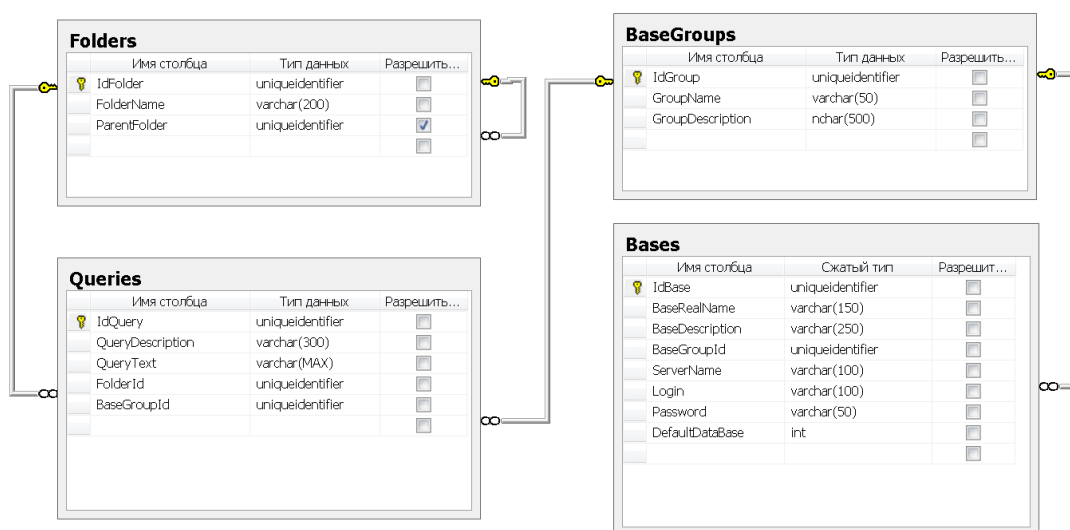 Folders
Имя столбца Тип данных Разрешить...
IdFolder uniqueidentifier
FolderName varchar(200)
ParentFolder uniqueidentifier
BaseGroups
Имя столбца Тип данных Разрешить...
IdGroup uniqueidentifier
GroupName varchar(50)
GroupDescription nchar(500)
Queries
Имя столбца Тип данных Разрешить...
IdQuery uniqueidentifier
QueryDescription varchar(300)
QueryText varchar(MAX)
FolderId uniqueidentifier
BaseGroupId uniqueidentifier
Bases
Имя столбца Сжатый тип Разрешит...
IdBase uniqueidentifier
BaseRealName varchar(150)
BaseDescription varchar(250)
BaseGroupId uniqueidentifier
ServerName varchar(100)
Login varchar(100)
Password varchar(50)
DefaultDataBase int